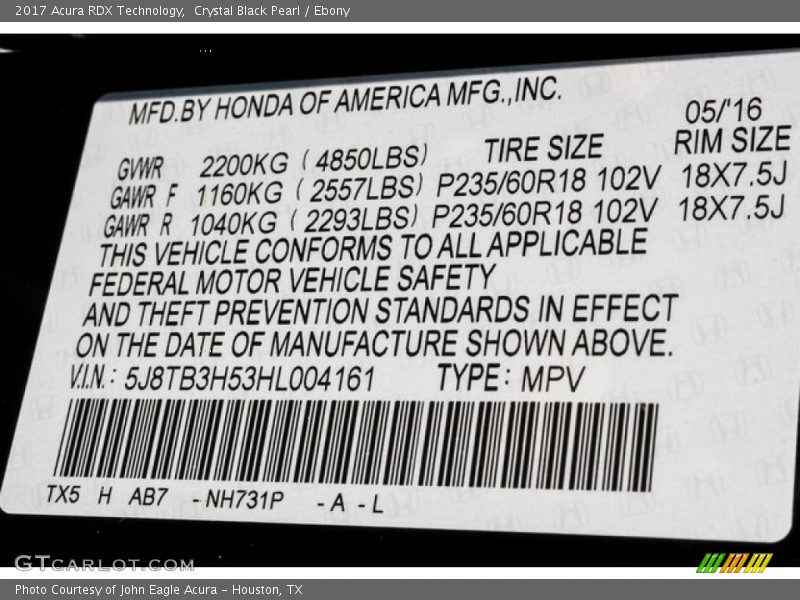 2017 Acura RDX Technology, Crystal Black Pearl / Ebony
MFD.BY HONDA OF AMERICA MFG.,INC.
05/'16
TIRE SIZE RIM SIZE
GVWR 2200KG ( 4850LBS)
GAWR F 1160KG ( 2557LBS) P235/60R18 102V 18X7.5J
GAWR R 1040KG ( 2293LBS) P235/60R18 102V 18X7.5J
THIS VEHICLE CONFORMS TO ALL APPLICABLE
FEDERAL MOTOR VEHICLE SAFETY
AND THEFT PREVENTION STANDARDS IN EFFECT
ON THE DATE OF MANUFACTURE SHOWN ABOVE.
V.I.N.: 5J8TB3H53HL004161 TYPE: MPV
TX5 H AB7 -NH731P -A -L
GTCARLOT.COM
Photo Courtesy of John Eagle Acura - Houston, TX